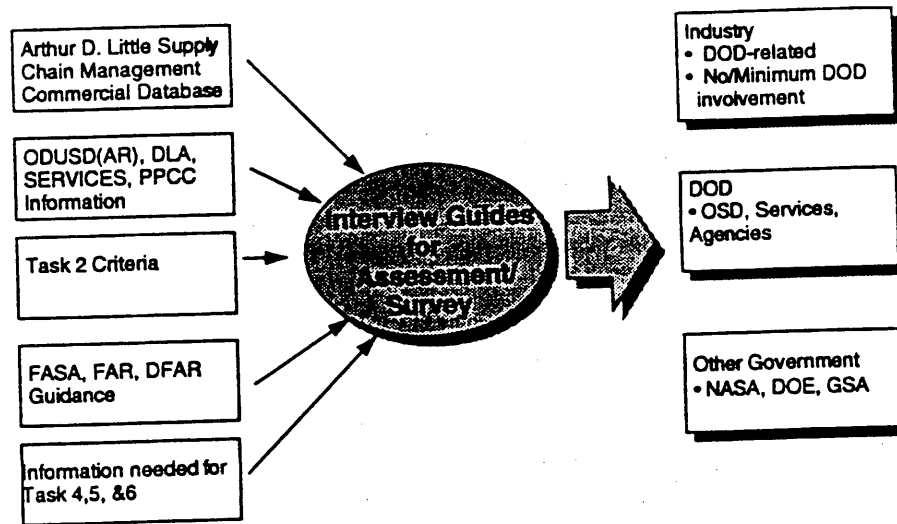 Arthur D. Little Supply
Chain Management
Commercial Database
ODUSD(AR), DLA,
SERVICES, PPCC
Information
Task 2 Criteria
FASA, FAR, DFAR
Guidance
Information needed for
Task 4,5, &6
Interview Guides
for
Assessment/
Survey
Industry
• DOD-related
• No/Minimum DOD
involvement
DOD
• OSD, Services,
Agencies
Other Government
• NASA, DOE, GSA